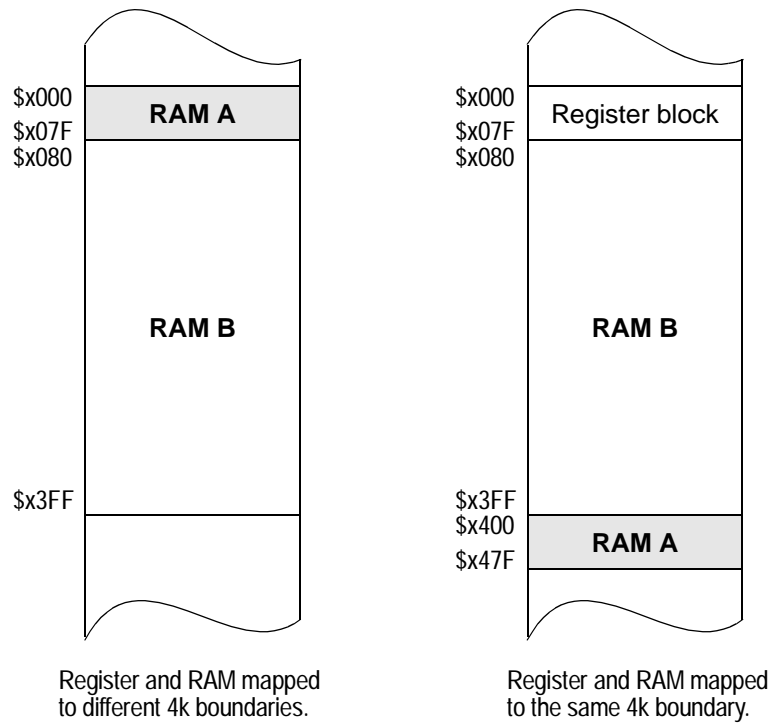 $x000
RAM A
$x07F
$x080
RAM B
$x3FF
Register and RAM mapped
to different 4k boundaries.
$x000
Register block
$x07F
$x080
RAM B
$x3FF
$x400
RAM A
$x47F
Register and RAM mapped
to the same 4k boundary.